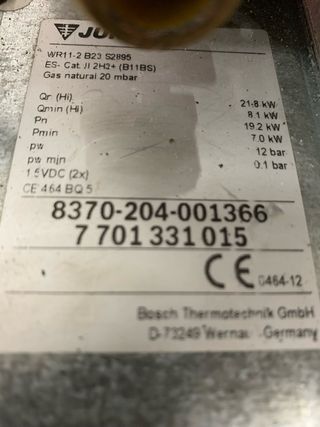 WR11-2 B23 S2895
ES- Cat. II 2H3+ (B11BS)
Gas natural 20 mbar
Qn (Hi) 21.8 kW
Qmin (Hi) 8.1 kW
Pn 19.2 kW
Pmin 7.0 kW
pw 12 bar
pw min 0.1 bar
1.5VDC (2x)
CE 464 BQ 5
8370-204-001366
7 701 331 015
CE 0464-12
Bosch Thermotechnik GmbH
D-73249 Wernau - Germany